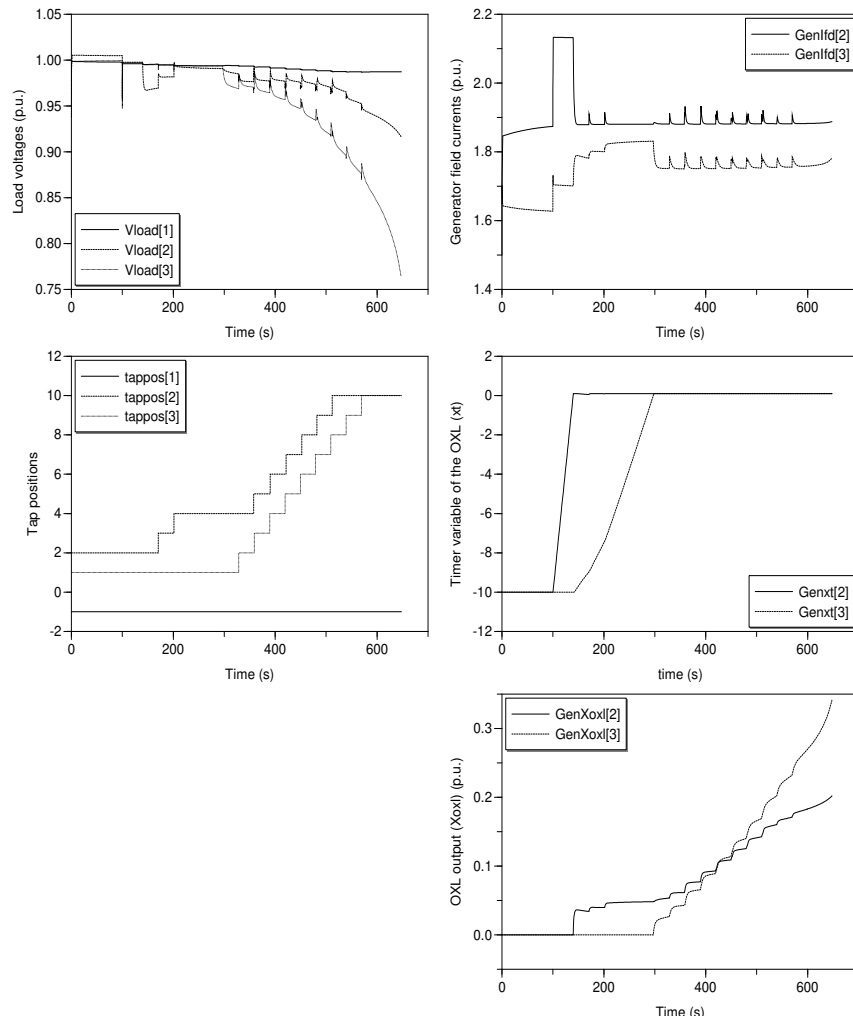 1.05
1.00
0.95
0.90
0.85
0.80
0.75
Load voltages (p.u.)
Vload[1]
Vload[2]
Vload[3]
0 200 400 600
Time (s)
2.2
2.0
1.8
1.6
1.4
Generator field currents (p.u.)
GenIfd[2]
GenIfd[3]
0 200 400 600
Time (s)
12
10
8
6
4
2
0
-2
Tap positions
tappos[1]
tappos[2]
tappos[3]
0 200 400 600
Time (s)
2
0
-2
-4
-6
-8
-10
-12
Timer variable of the OXL (xt)
Genxt[2]
Genxt[3]
0 200 400 600
time (s)
0.3
0.2
0.1
0.0
OXL output (Xoxl) (p.u.)
GenXoxl[2]
GenXoxl[3]
0 200 400 600
Time (s)